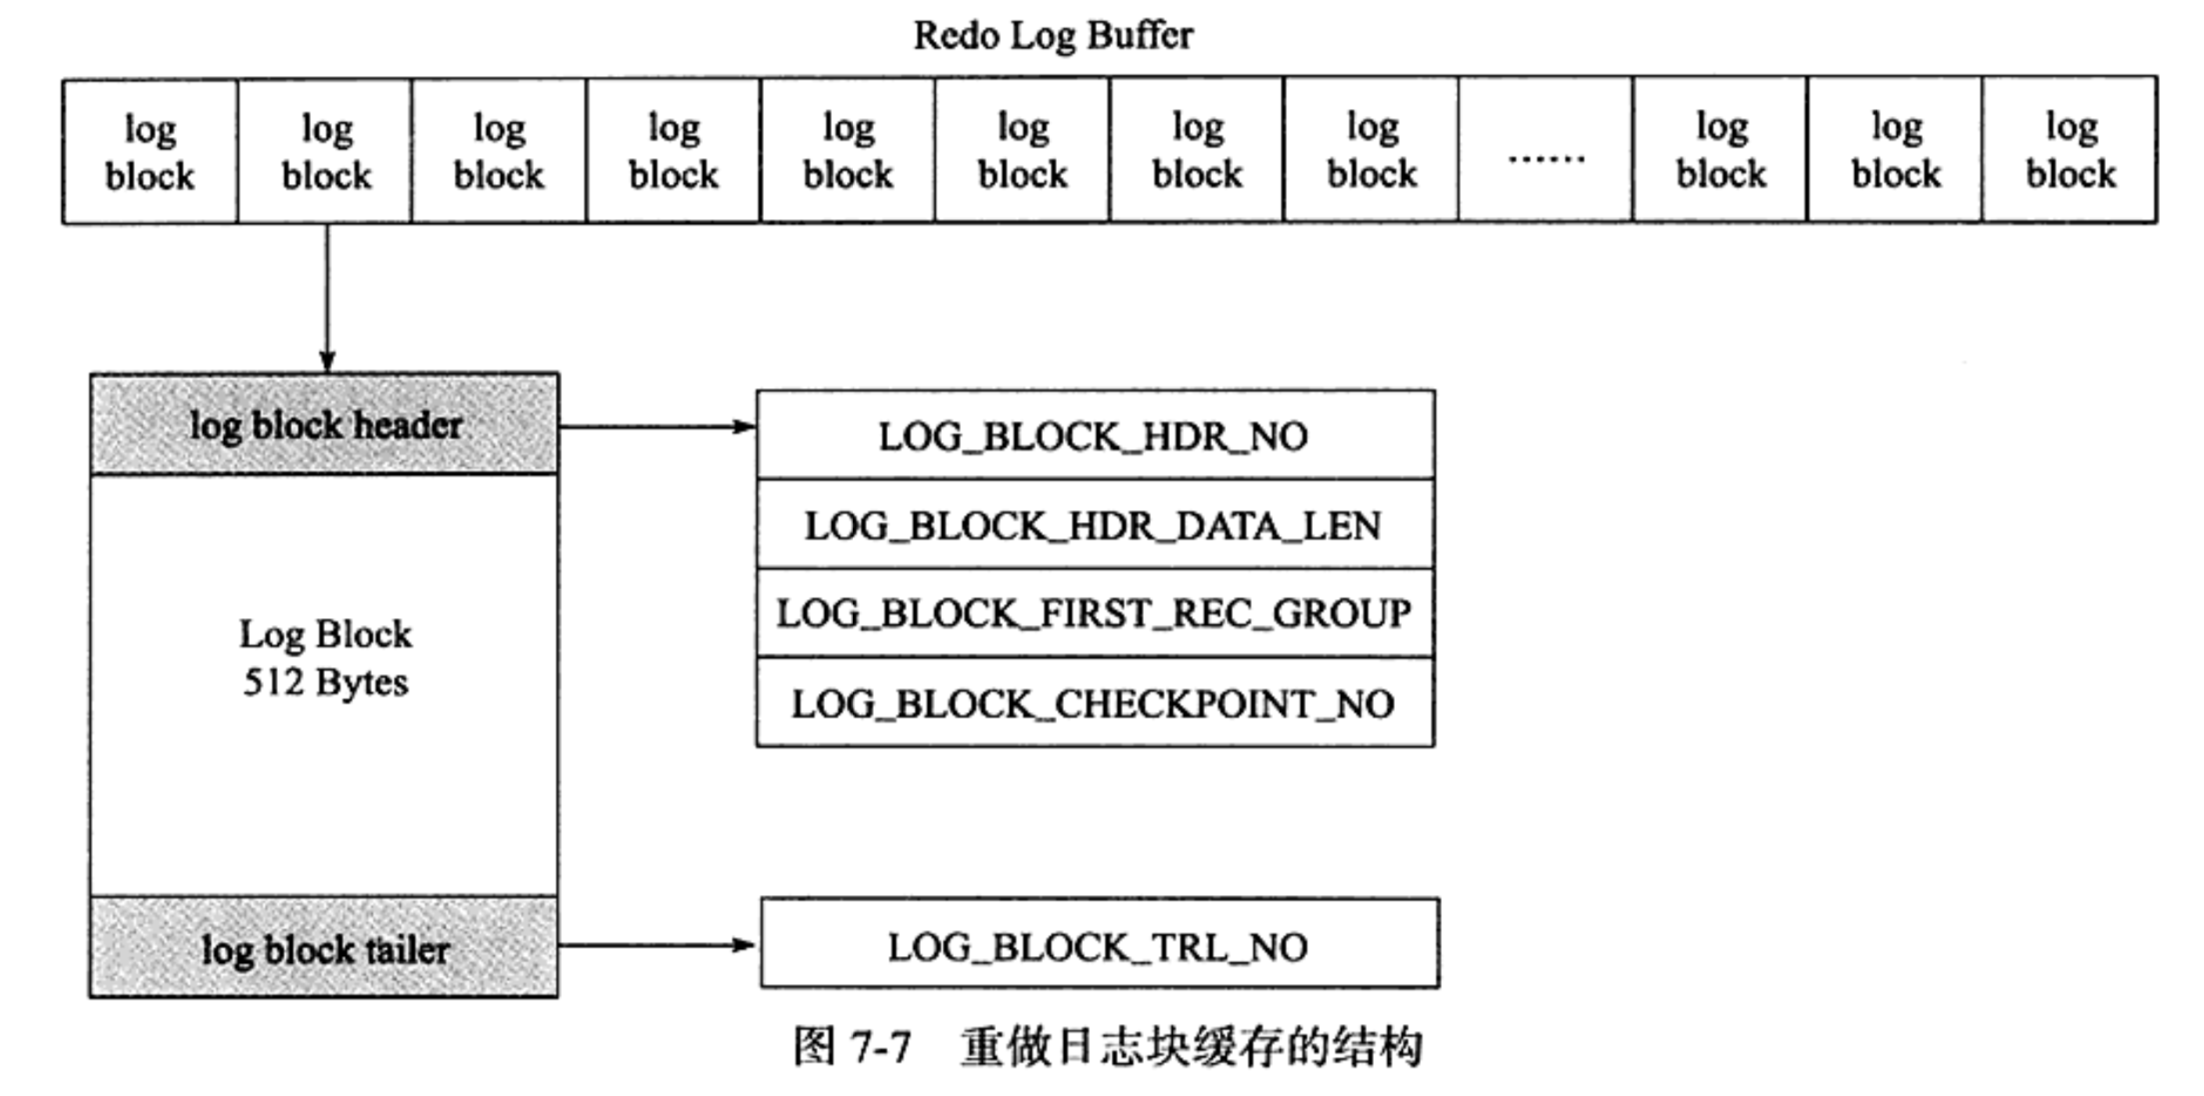 Redo Log Buffer
log
block
log
block
log
block
log
block
log
block
log
block
log
block
log
block
......
log
block
log
block
log
block
log block header
Log Block
512 Bytes
log block tailer
LOG_BLOCK_HDR_NO
LOG_BLOCK_HDR_DATA_LEN
LOG_BLOCK_FIRST_REC_GROUP
LOG_BLOCK_CHECKPOINT_NO
LOG_BLOCK_TRL_NO
图 7-7 重做日志块缓存的结构